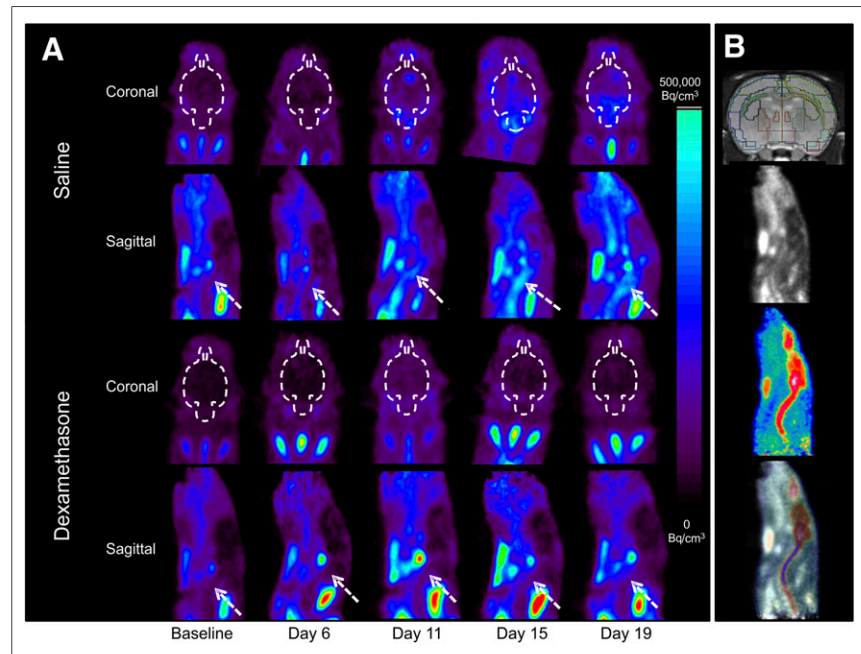 A
B
Saline
Coronal
Sagittal
Dexamethasone
Coronal
Sagittal
500,000
Bq/cm³
0
Bq/cm³
Baseline Day 6 Day 11 Day 15 Day 19